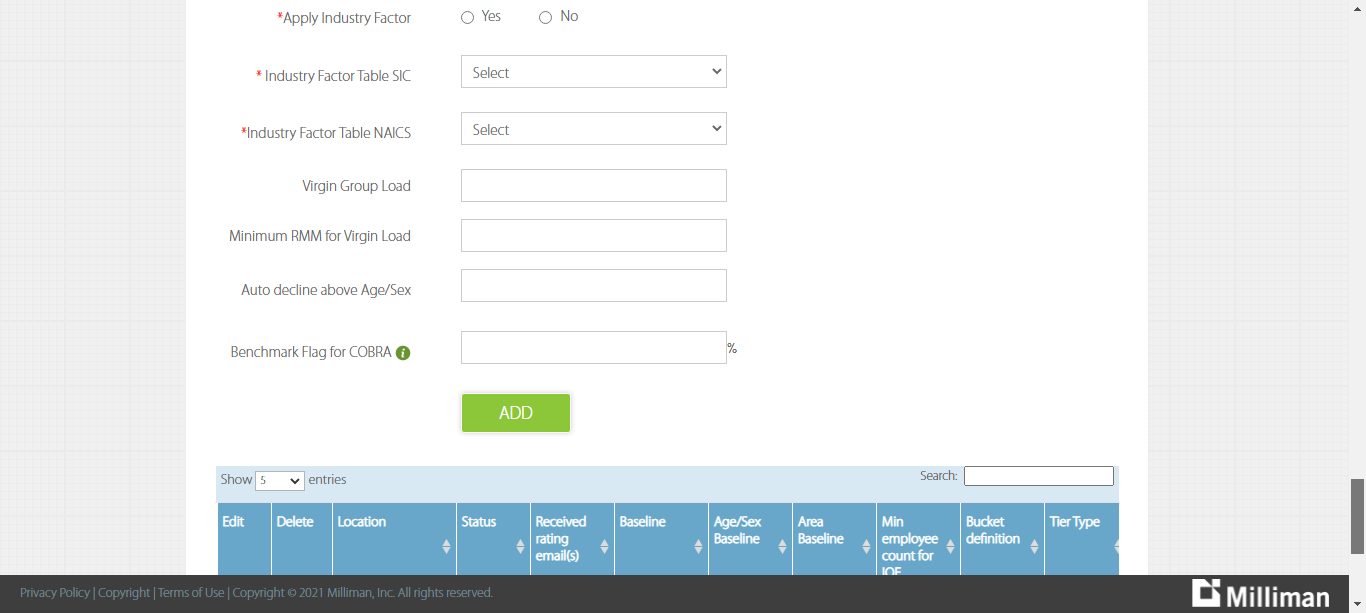 *Apply Industry Factor Yes No
* Industry Factor Table SIC Select
*Industry Factor Table NAICS Select
Virgin Group Load
Minimum RMM for Virgin Load
Auto decline above Age/Sex
Benchmark Flag for COBRA i %
ADD
Show 5 entries Search:
Edit Delete Location Status Received Baseline Age/Sex Area Min Bucket Tier Type
rating Baseline Baseline employee definition
email(s) count for
IOE
Privacy Policy | Copyright | Terms of Use | Copyright © 2021 Milliman, Inc. All rights reserved.
Milliman